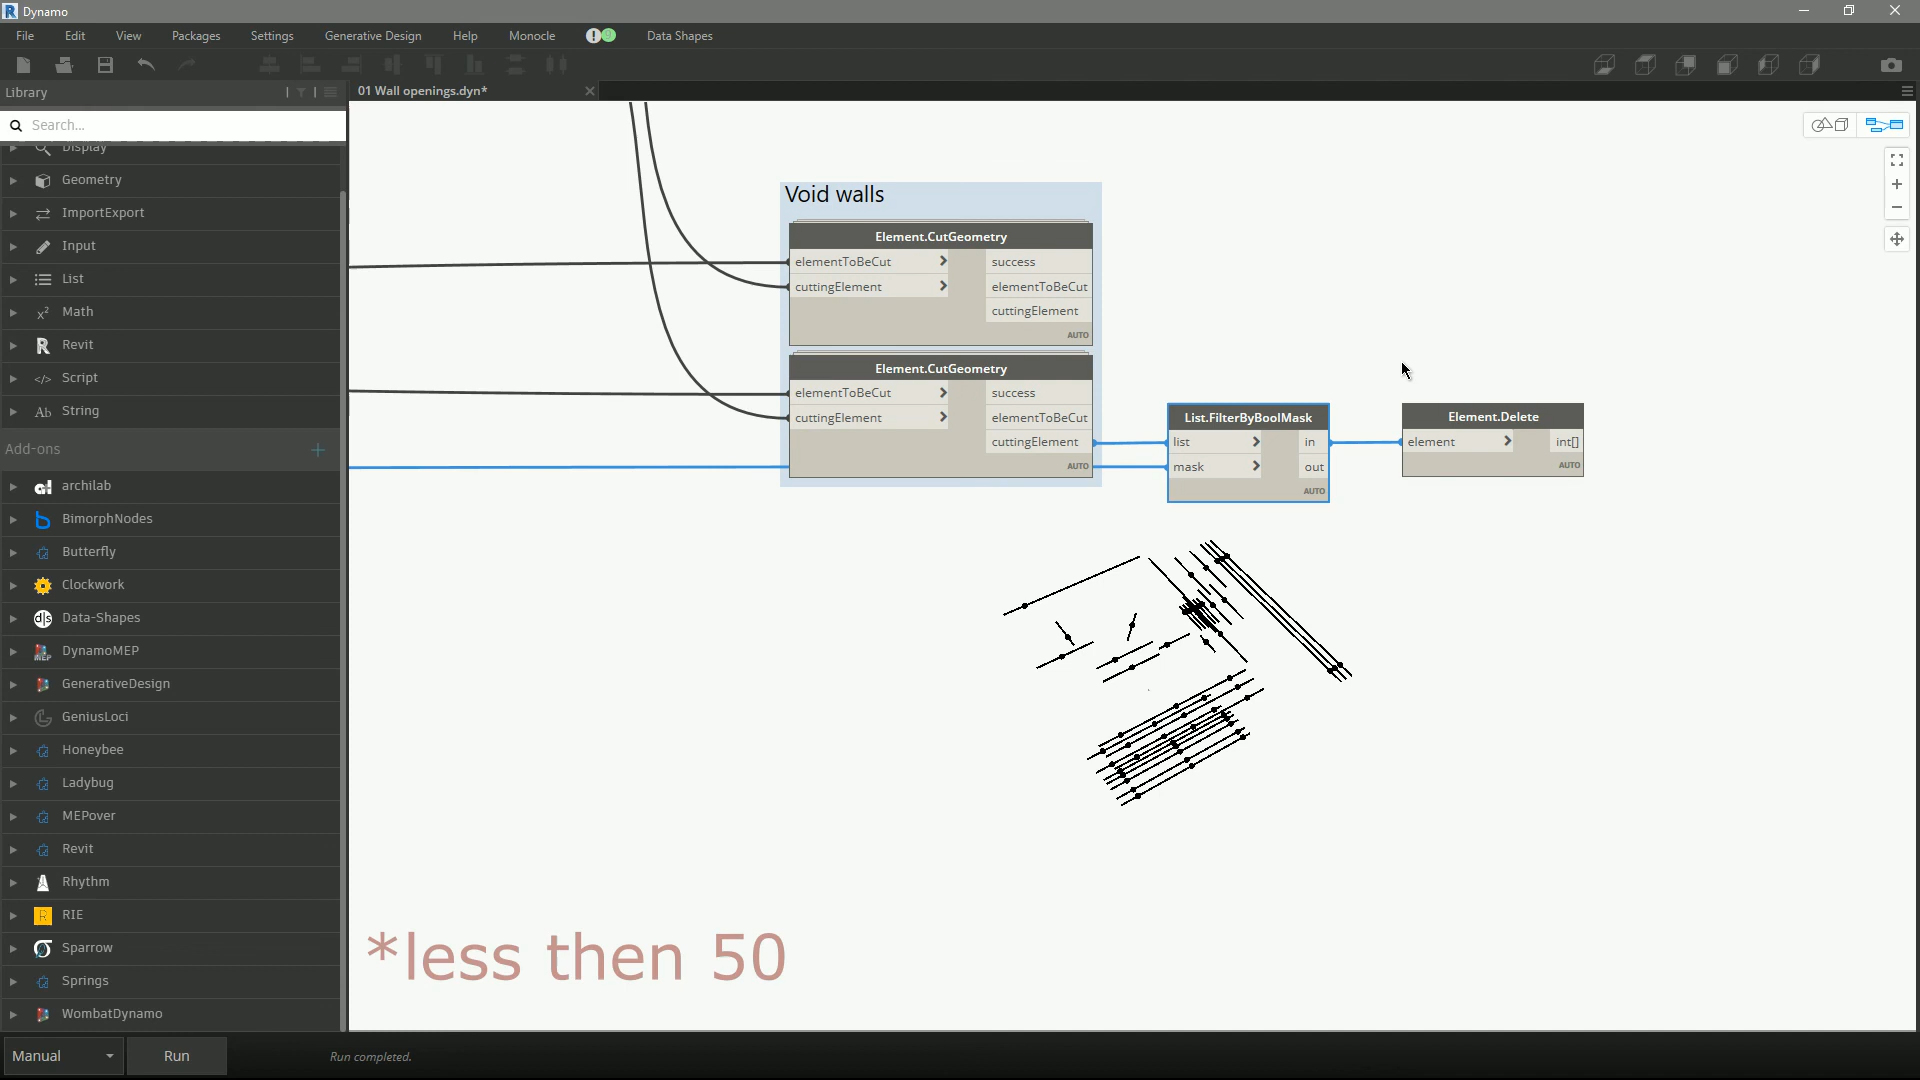 Dynamo
File Edit View Packages Settings Generative Design Help Monocle Data Shapes
Library
01 Wall openings.dyn*
Search...
Display
Geometry
ImportExport
Input
List
Math
Revit
Script
String
Add-ons
archilab
BimorphNodes
Butterfly
Clockwork
Data-Shapes
DynamoMEP
GenerativeDesign
GeniusLoci
Honeybee
Ladybug
MEPover
Revit
Rhythm
RIE
Sparrow
Springs
WombatDynamo
Void walls
Element.CutGeometry
elementToBeCut > success
cuttingElement > elementToBeCut
cuttingElement
AUTO
Element.CutGeometry
elementToBeCut > success
cuttingElement > elementToBeCut
cuttingElement
AUTO
List.FilterByBoolMask
list > in
mask > out
AUTO
Element.Delete
element > int[]
AUTO
*less then 50
Manual Run Run completed.